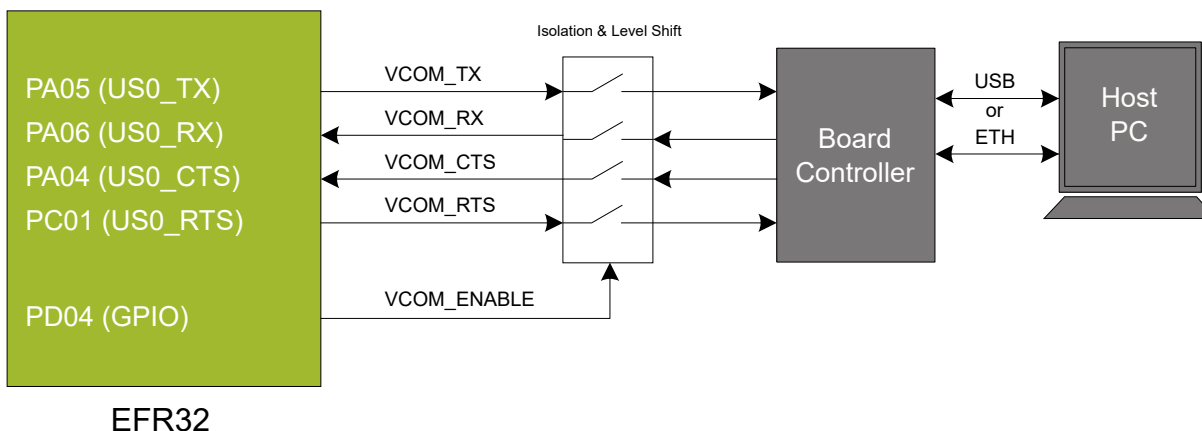 Isolation & Level Shift
PA05 (US0_TX)
PA06 (US0_RX)
PA04 (US0_CTS)
PC01 (US0_RTS)
PD04 (GPIO)
VCOM_TX
VCOM_RX
VCOM_CTS
VCOM_RTS
VCOM_ENABLE
Board
Controller
USB
or
ETH
Host
PC
EFR32